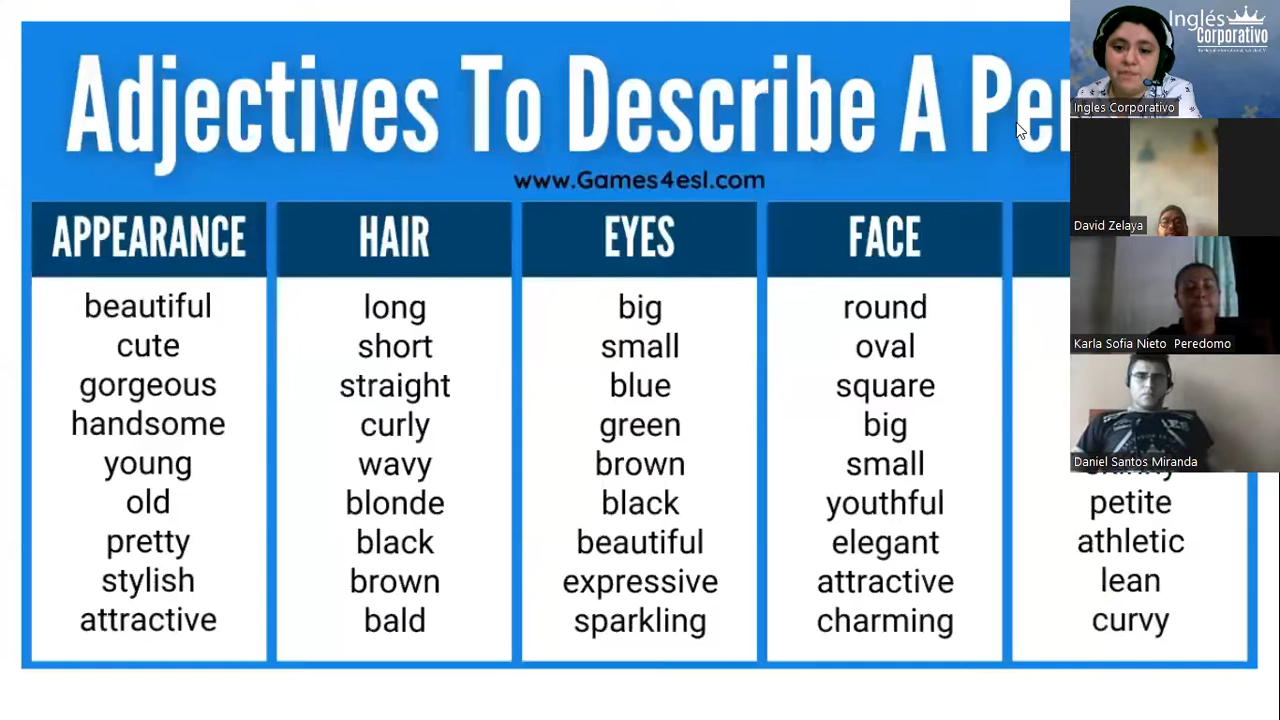 Adjectives To Describe A Pe
www.Games4esl.com
APPEARANCE HAIR EYES FACE
beautiful long big round
cute short small oval
gorgeous straight blue square
handsome curly green big
young wavy brown small
old blonde black youthful petite
pretty black beautiful elegant athletic
stylish brown expressive attractive lean
attractive bald sparkling charming curvy
Inglés
Corporativo
Ingles Corporativo
David Zelaya
Karla Sofia Nieto Peredomo
Daniel Santos Miranda